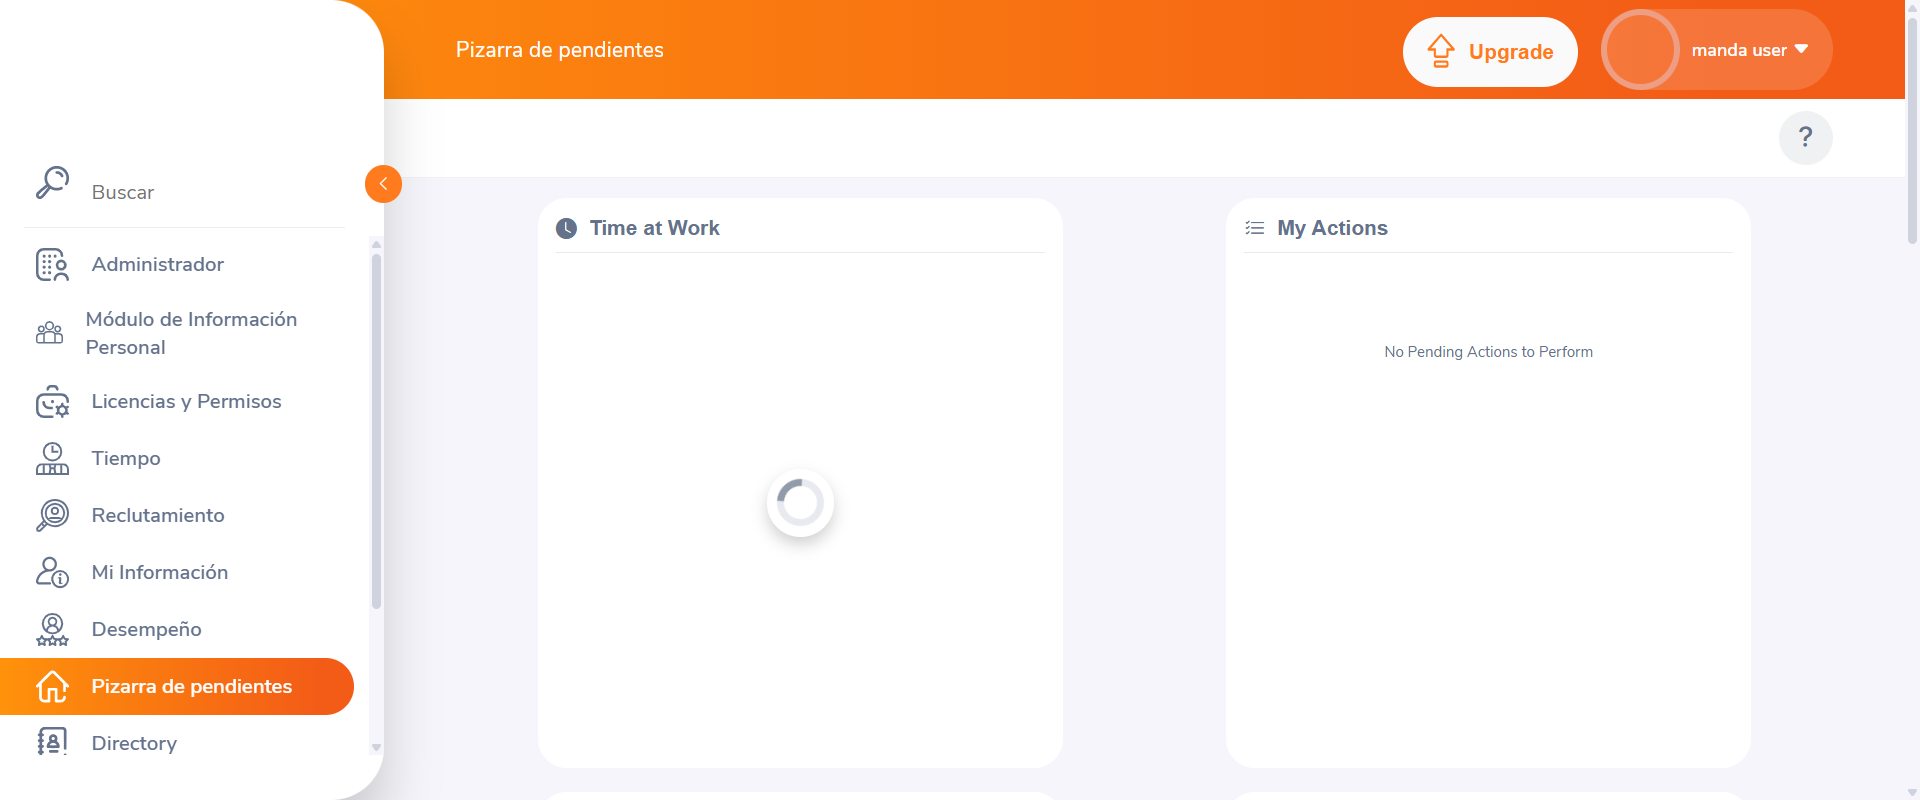 Pizarra de pendientes
Upgrade
manda user
?
Buscar
Administrador
Módulo de Información
Personal
Licencias y Permisos
Tiempo
Reclutamiento
Mi Información
Desempeño
Pizarra de pendientes
Directory
Time at Work
My Actions
No Pending Actions to Perform